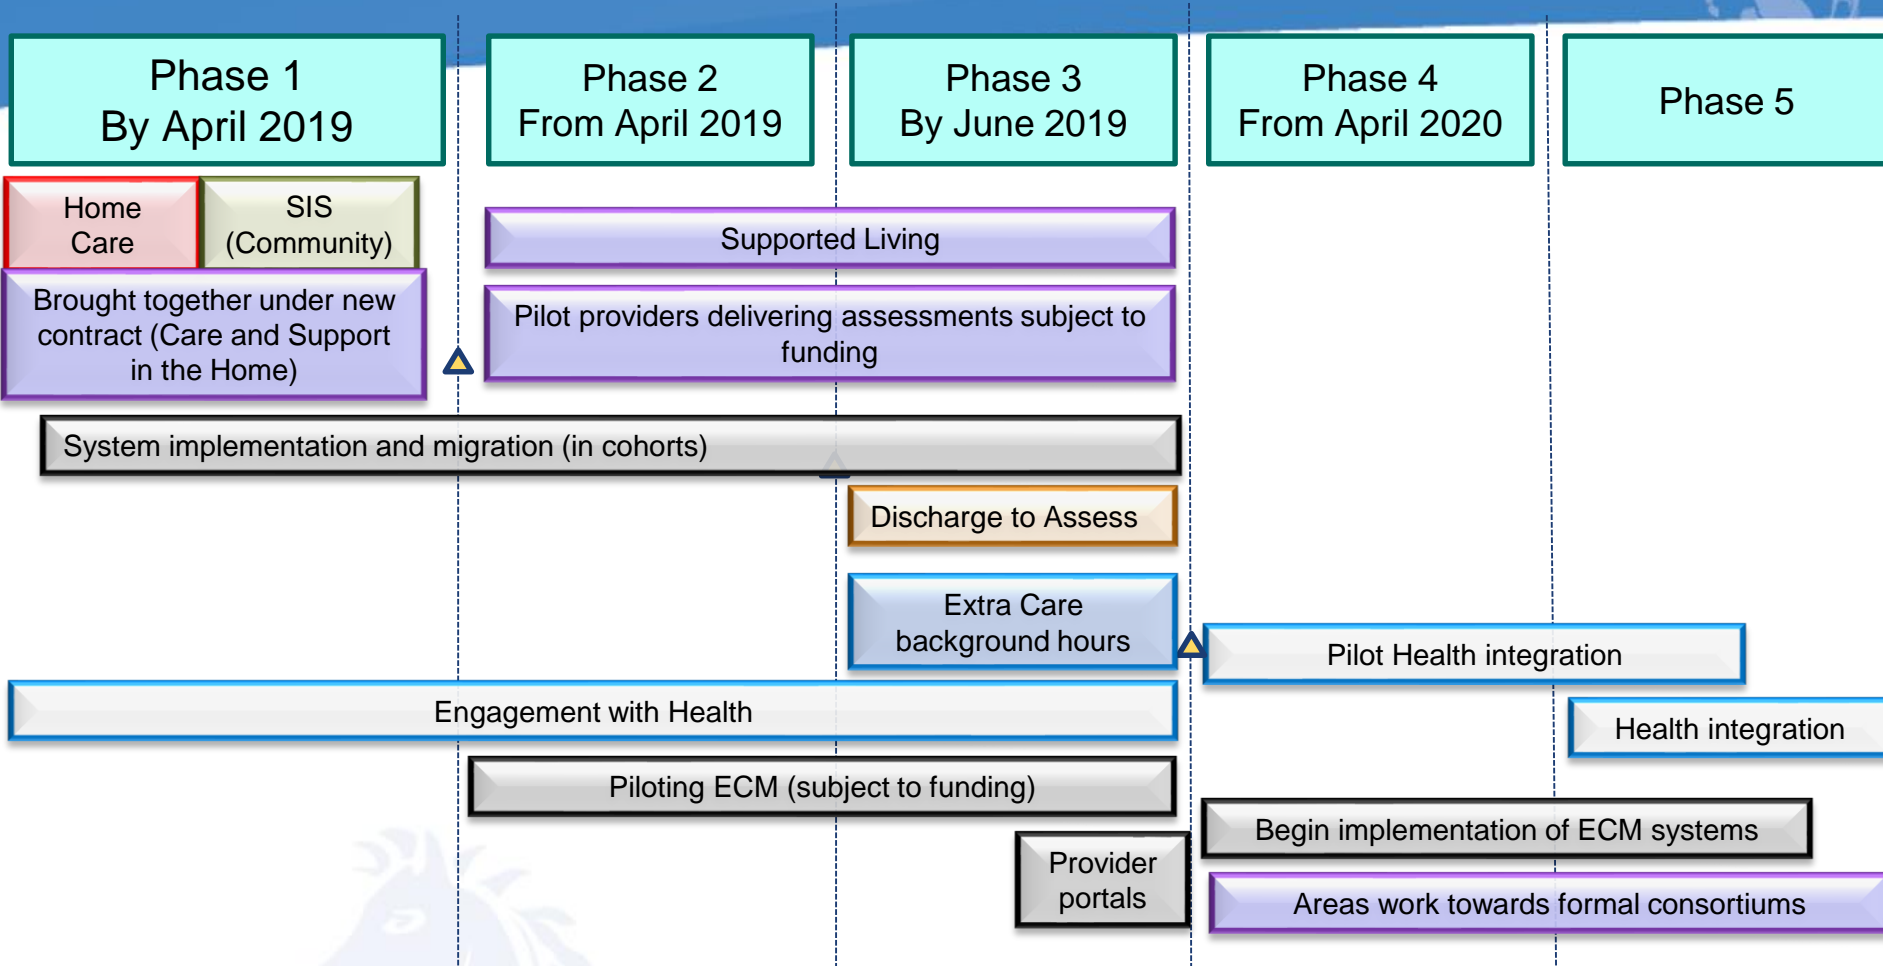 Phase 1
By April 2019
Phase 2
From April 2019
Phase 3
By June 2019
Phase 4
From April 2020
Phase 5
Home
Care
SIS
(Community)
Brought together under new
contract (Care and Support
in the Home)
Supported Living
Pilot providers delivering assessments subject to
funding
System implementation and migration (in cohorts)
Discharge to Assess
Extra Care
background hours
Pilot Health integration
Engagement with Health
Health integration
Piloting ECM (subject to funding)
Begin implementation of ECM systems
Provider
portals
Areas work towards formal consortiums